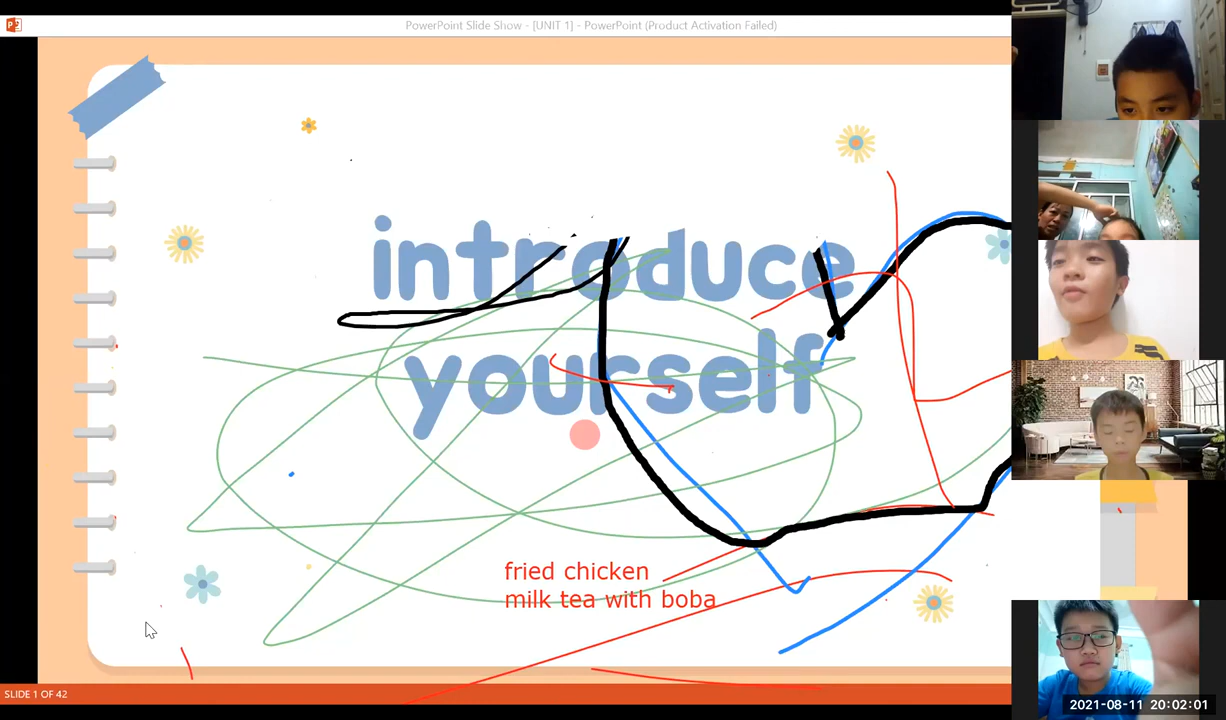 PowerPoint Slide Show - [UNIT 1] - PowerPoint (Product Activation Failed)
introduce
yourself
fried chicken
milk tea with boba
SLIDE 1 OF 42
2021-08-11 20:02:01